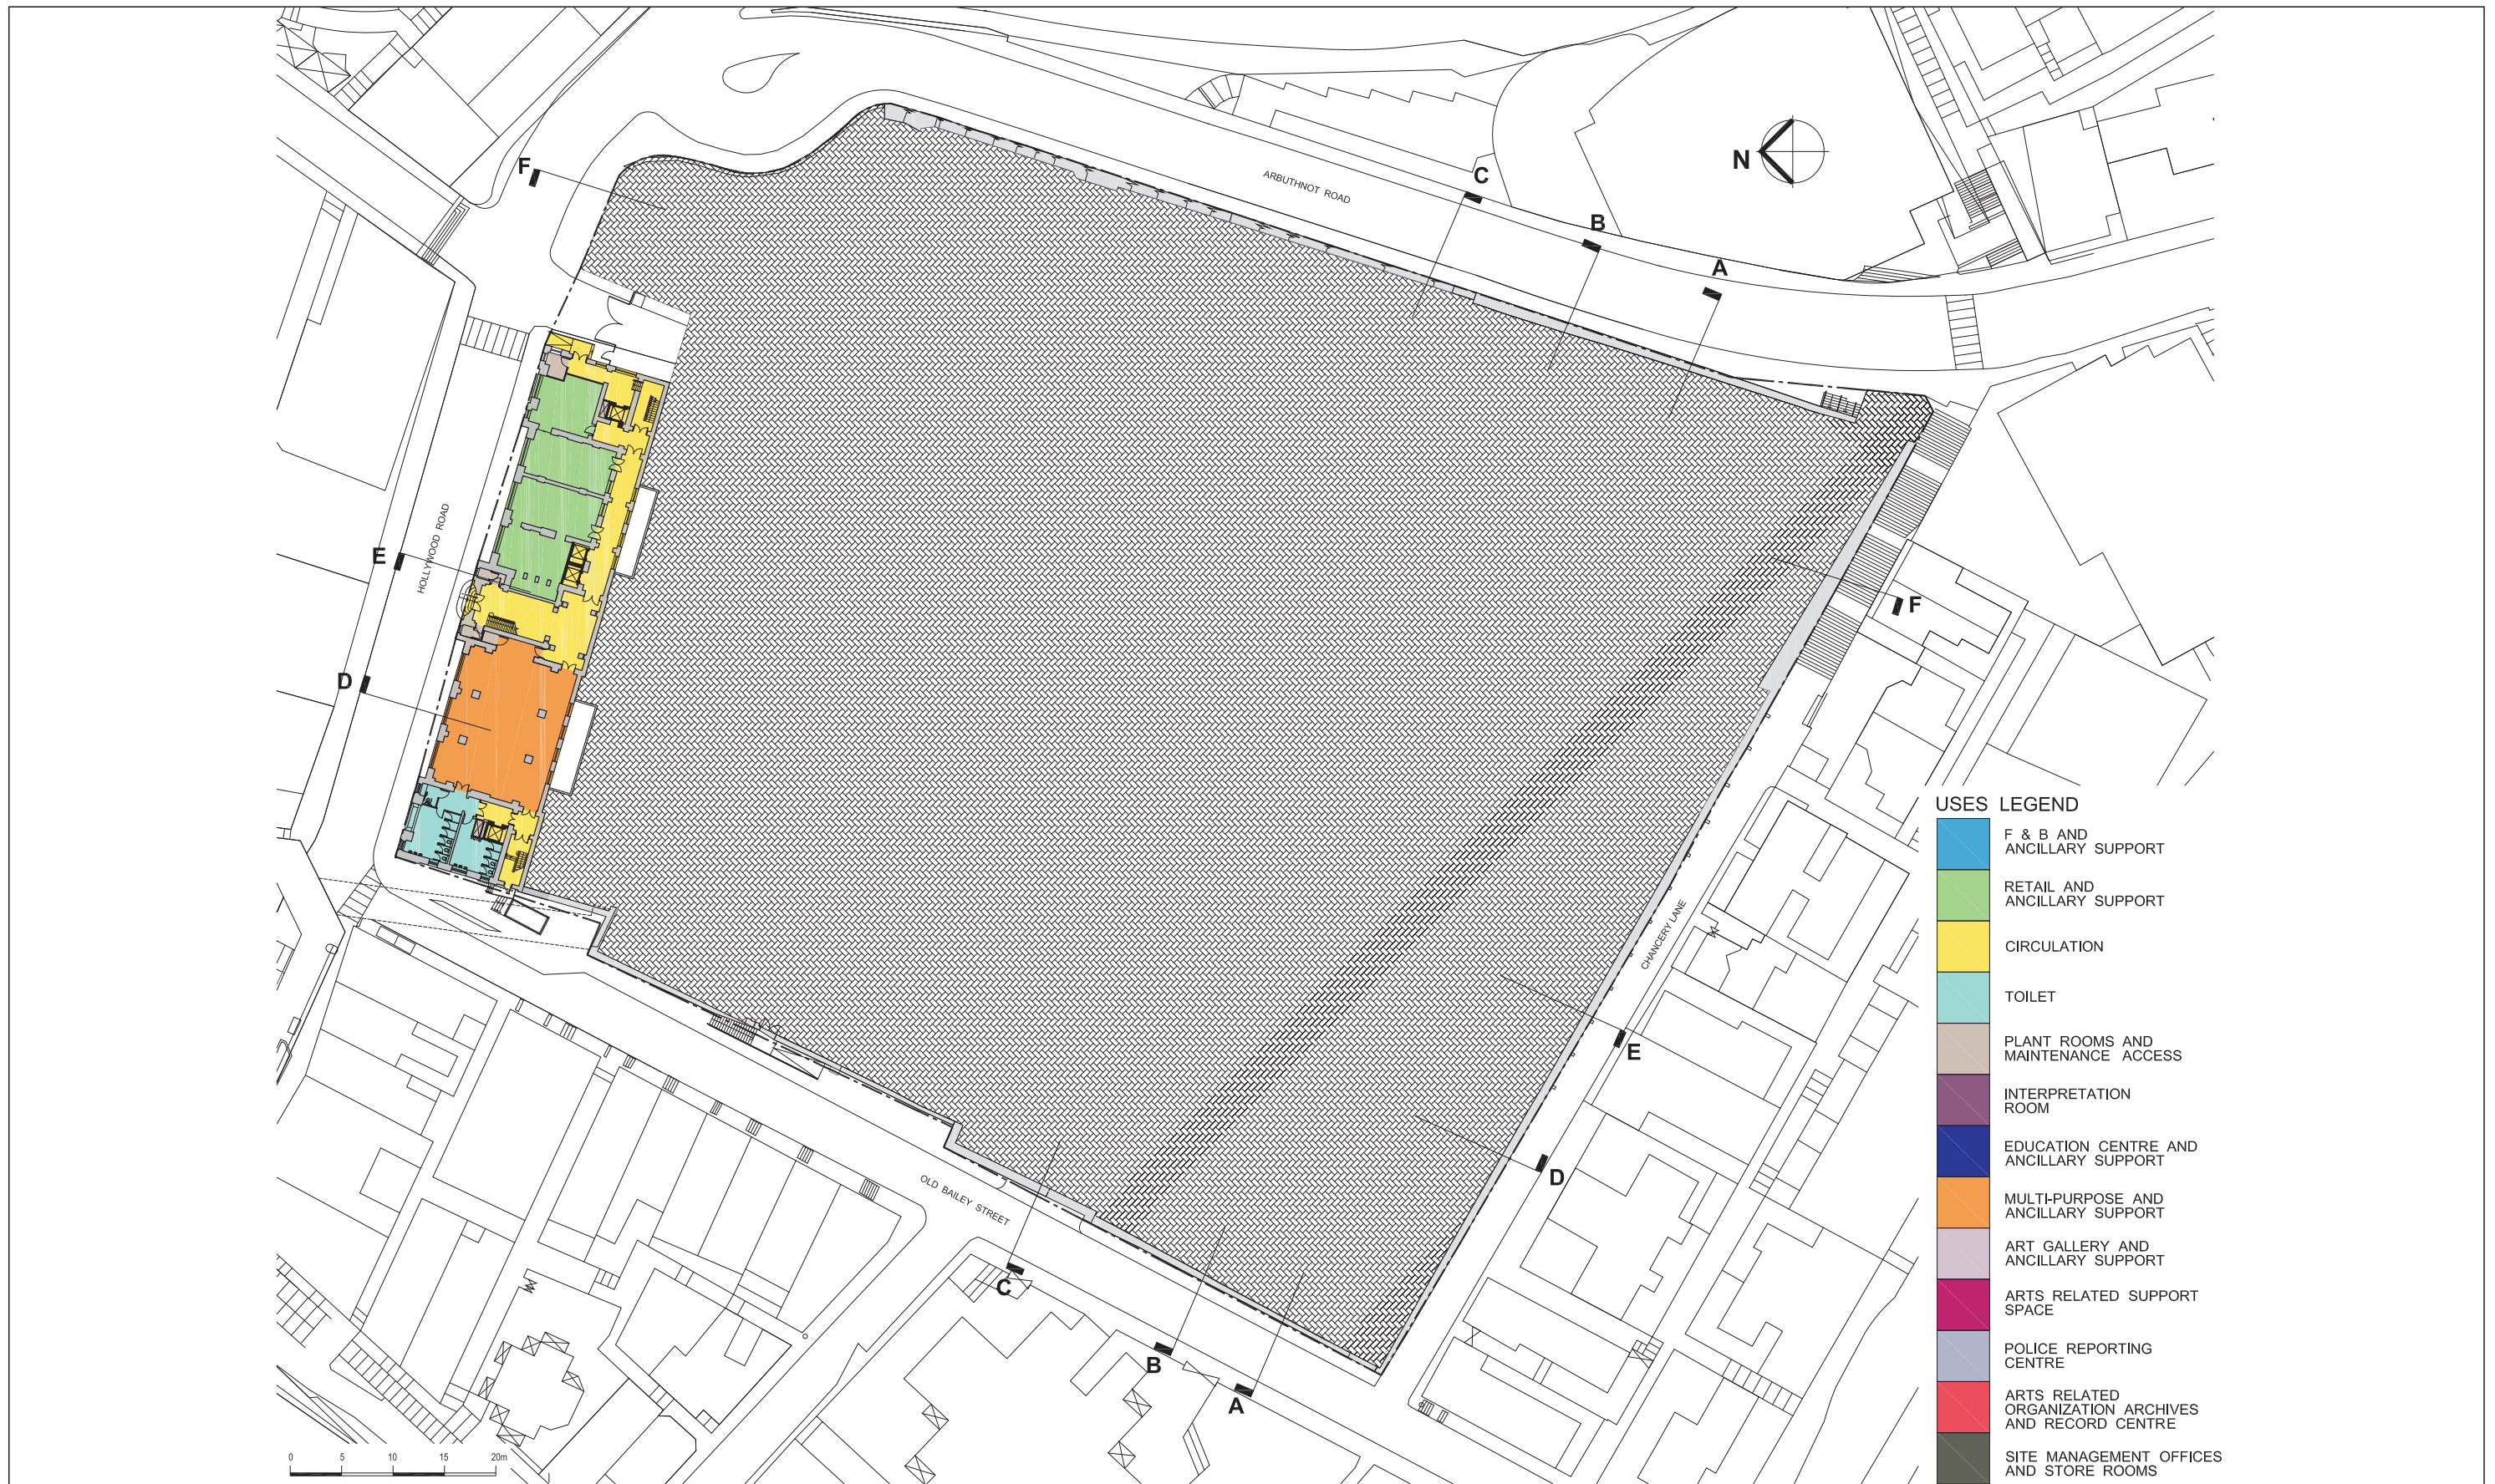 F
ARBUTHNOT ROAD
C
B
A
N
E
HOLLYWOOD ROAD
D
F
CHANCERY LANE
E
D
OLD BAILEY STREET
C
B
A
0 5 10 15 20m
USES LEGEND
F & B AND
ANCILLARY SUPPORT
RETAIL AND
ANCILLARY SUPPORT
CIRCULATION
TOILET
PLANT ROOMS AND
MAINTENANCE ACCESS
INTERPRETATION
ROOM
EDUCATION CENTRE AND
ANCILLARY SUPPORT
MULTI-PURPOSE AND
ANCILLARY SUPPORT
ART GALLERY AND
ANCILLARY SUPPORT
ARTS RELATED SUPPORT
SPACE
POLICE REPORTING
CENTRE
ARTS RELATED
ORGANIZATION ARCHIVES
AND RECORD CENTRE
SITE MANAGEMENT OFFICES
AND STORE ROOMS